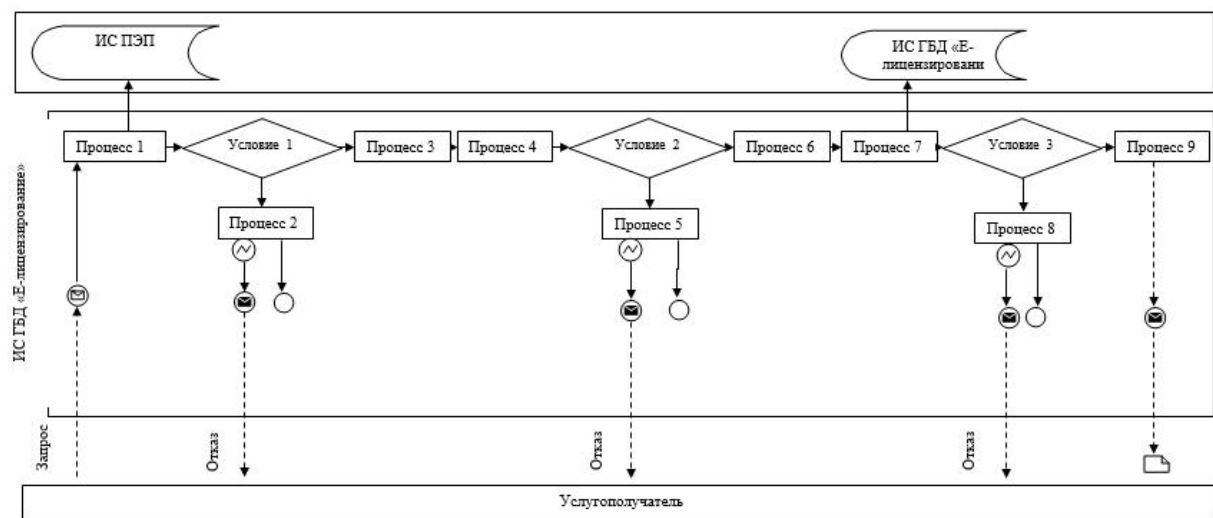 ИС ПЭП
ИС ГБД «Е-
лицензировани
ИС ГБД «Е-лицензирование»
Процесс 1
Условие 1
Процесс 3
Процесс 4
Условие 2
Процесс 6
Процесс 7
Условие 3
Процесс 9
Процесс 2
Процесс 5
Процесс 8
Запрос
Отказ
Отказ
Отказ
Услугополучатель